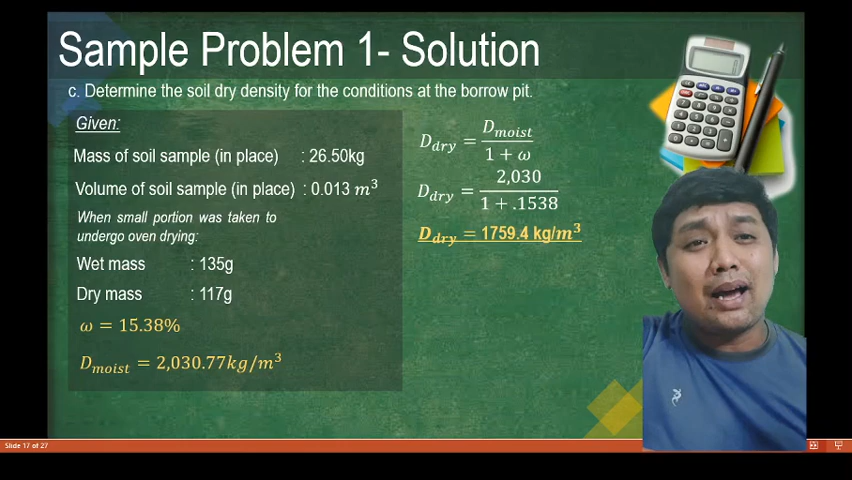 Sample Problem 1- Solution
c. Determine the soil dry density for the conditions at the borrow pit.
Given:
Mass of soil sample (in place) : 26.50kg
Volume of soil sample (in place) : 0.013 m³
When small portion was taken to
undergo oven drying:
Wet mass : 135g
Dry mass : 117g
ω = 15.38%
D_moist = 2,030.77kg/m³
D_dry = D_moist / 1 + ω
D_dry = 2,030 / 1 + .1538
D_dry = 1759.4 kg/m³
Slide 17 of 27